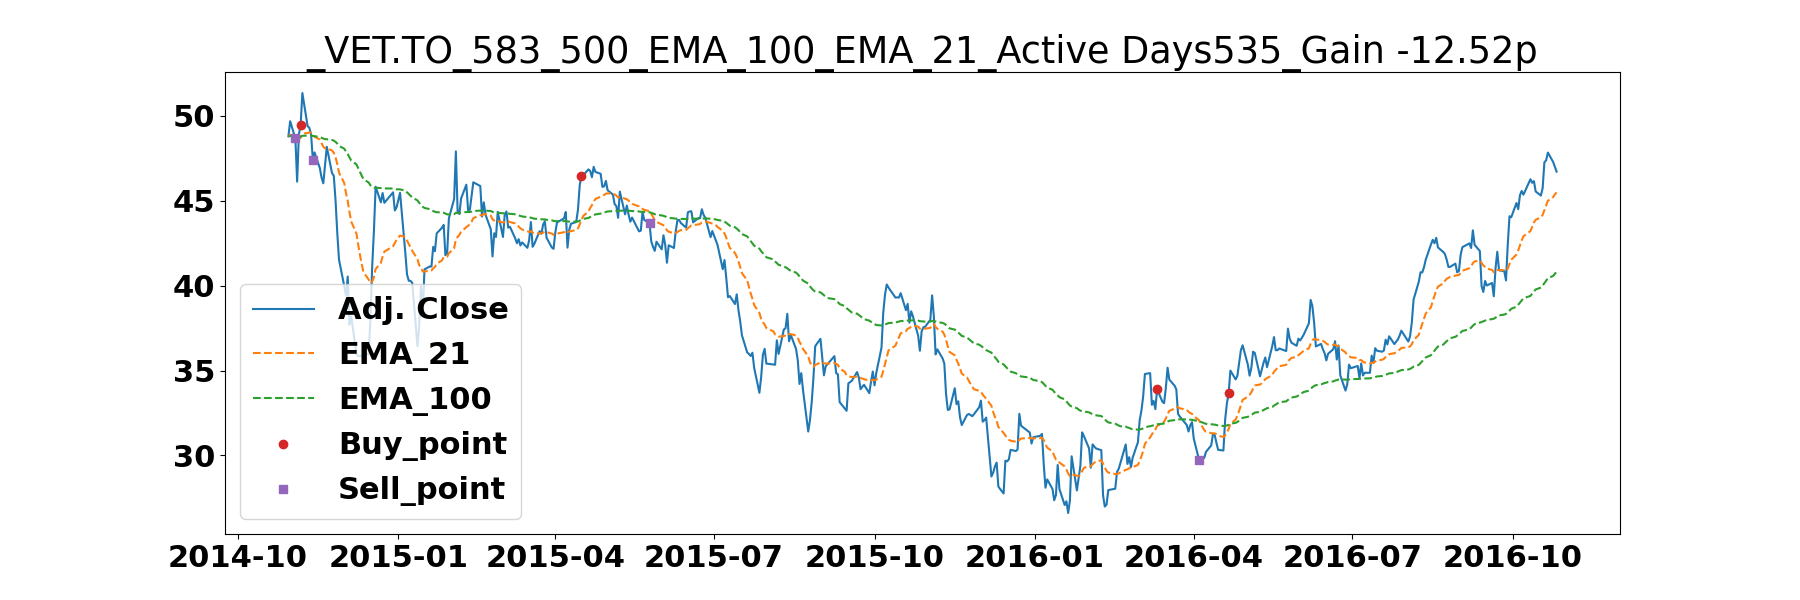 _VET.TO_583_500_EMA_100_EMA_21_Active Days535_Gain -12.52p
50
45
40
35
30
Adj. Close
EMA_21
EMA_100
Buy_point
Sell_point
2014-10 2015-01 2015-04 2015-07 2015-10 2016-01 2016-04 2016-07 2016-10